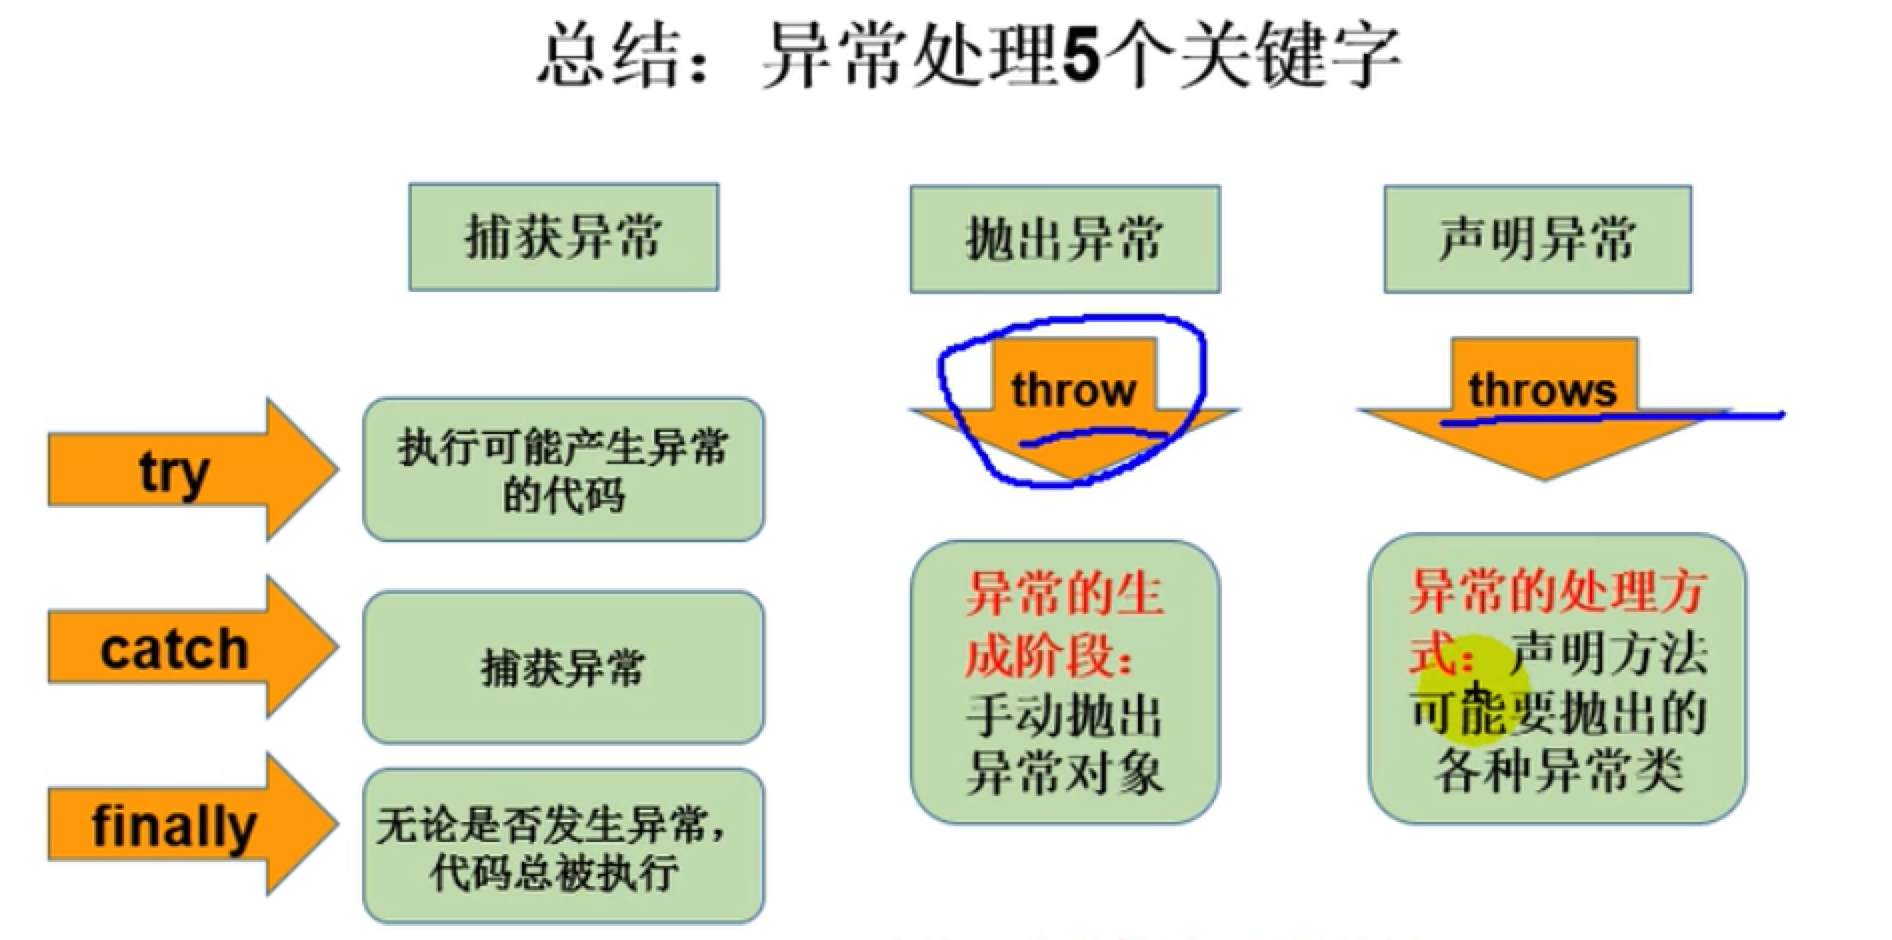 总结：异常处理5个关键字
捕获异常
抛出异常
声明异常
try
执行可能产生异常
的代码
catch
捕获异常
finally
无论是否发生异常，
代码总被执行
throw
异常的生
成阶段：
手动抛出
异常对象
throws
异常的处理方
式：声明方法
可能要抛出的
各种异常类